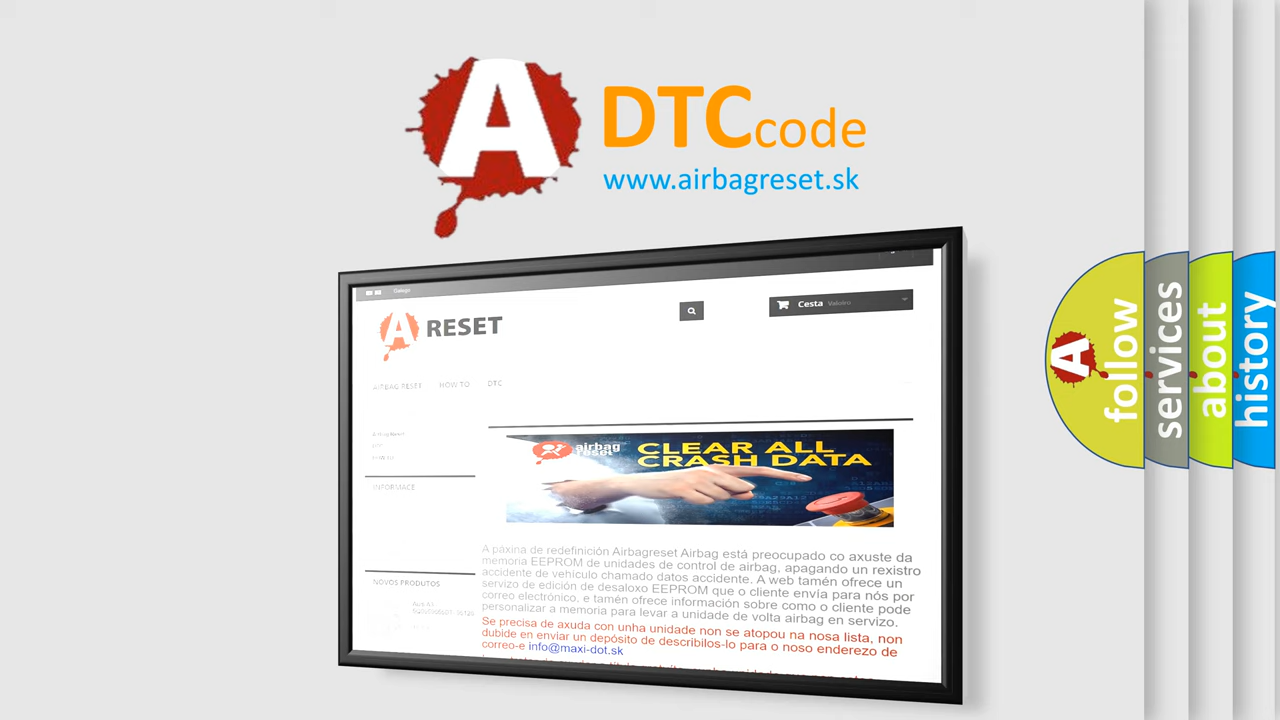 A
DTCcode
www.airbagreset.sk
Galego
A RESET
Cesta Valeiro
AIRBAG RESET HOW TO DTC
INFORMACE
NOVOS PRODUTOS
airbag
reset
CLEAR ALL
CRASH DATA
A páxina de redefinición Airbagreset Airbag está preocupado co axuste da
memoria EEPROM de unidades de control de airbag, apagando un rexistro
accidente de vehículo chamado datos accidente. A web tamén ofrece un
servizo de edición de desaloxo EEPROM que o cliente envía para nós por
correo electrónico, e tamén ofrece información sobre como o cliente pode
personalizar a memoria para levar a unidade de volta airbag en servizo.
Se precisa de axuda con unha unidade non se atopou na nosa lista, non
dubide en enviar un depósito de describilos-lo para o noso enderezo de
correo-e info@maxi-dot.sk
A
follow
services
about
history